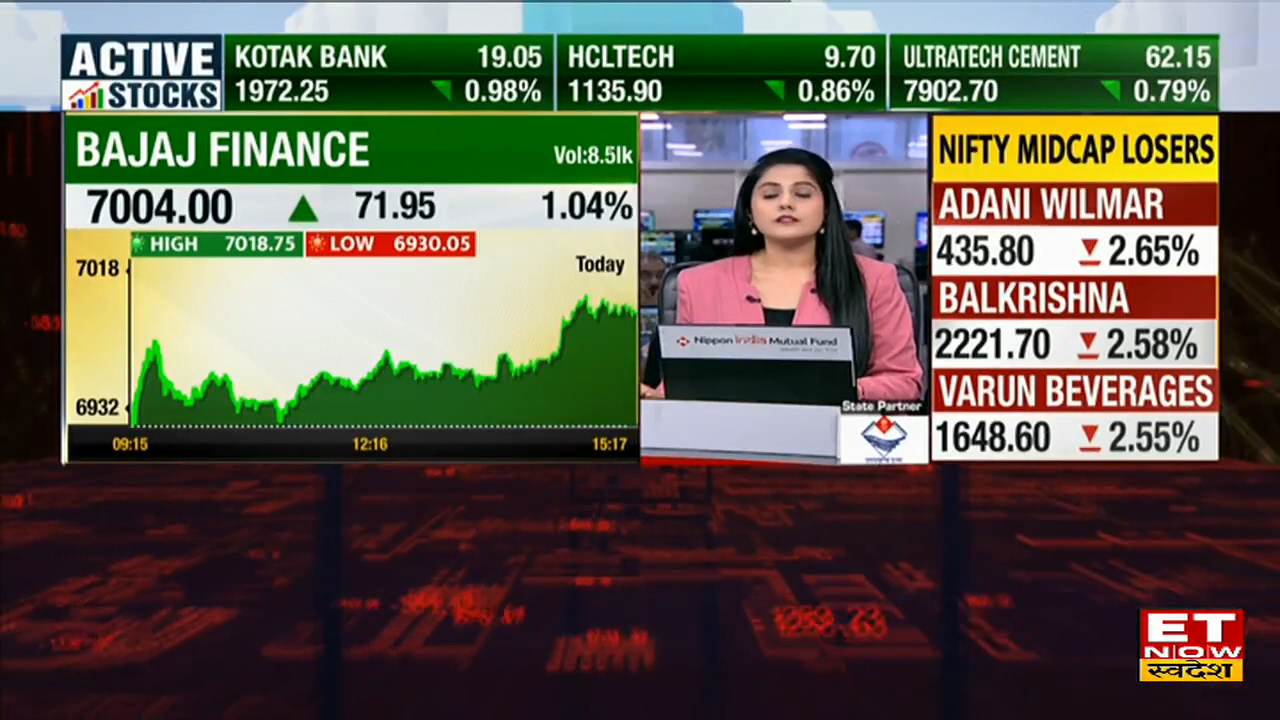 ACTIVE
STOCKS
KOTAK BANK 19.05
1972.25 0.98%
HCLTECH 9.70
1135.90 0.86%
ULTRATECH CEMENT 62.15
7902.70 0.79%
BAJAJ FINANCE Vol:8.5lk
7004.00 71.95 1.04%
HIGH 7018.75 LOW 6930.05
7018 Today
6932
09:15 12:16 15:17
Nippon india Mutual Fund
State Partner
NIFTY MIDCAP LOSERS
ADANI WILMAR
435.80 2.65%
BALKRISHNA
2221.70 2.58%
VARUN BEVERAGES
1648.60 2.55%
ET
NOW
स्वदेश